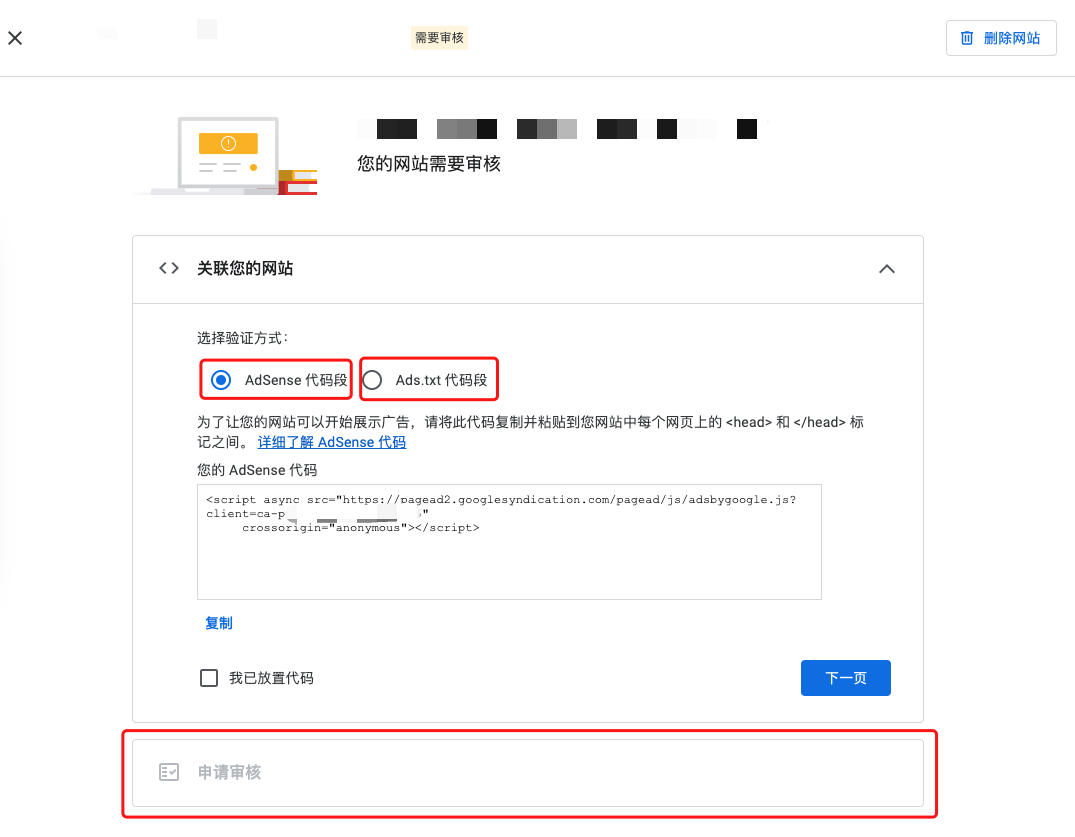 需要审核
删除网站
您的网站需要审核
关联您的网站
选择验证方式：
AdSense 代码段
Ads.txt 代码段
为了让您的网站可以开始展示广告，请将此代码复制并粘贴到您网站中每个网页上的 <head> 和 </head> 标
记之间。 详细了解 AdSense 代码
您的 AdSense 代码
<script async src="https://pagead2.googlesyndication.com/pagead/js/adsbygoogle.js?
client=ca-p "
crossorigin="anonymous"></script>
复制
我已放置代码
下一页
申请审核